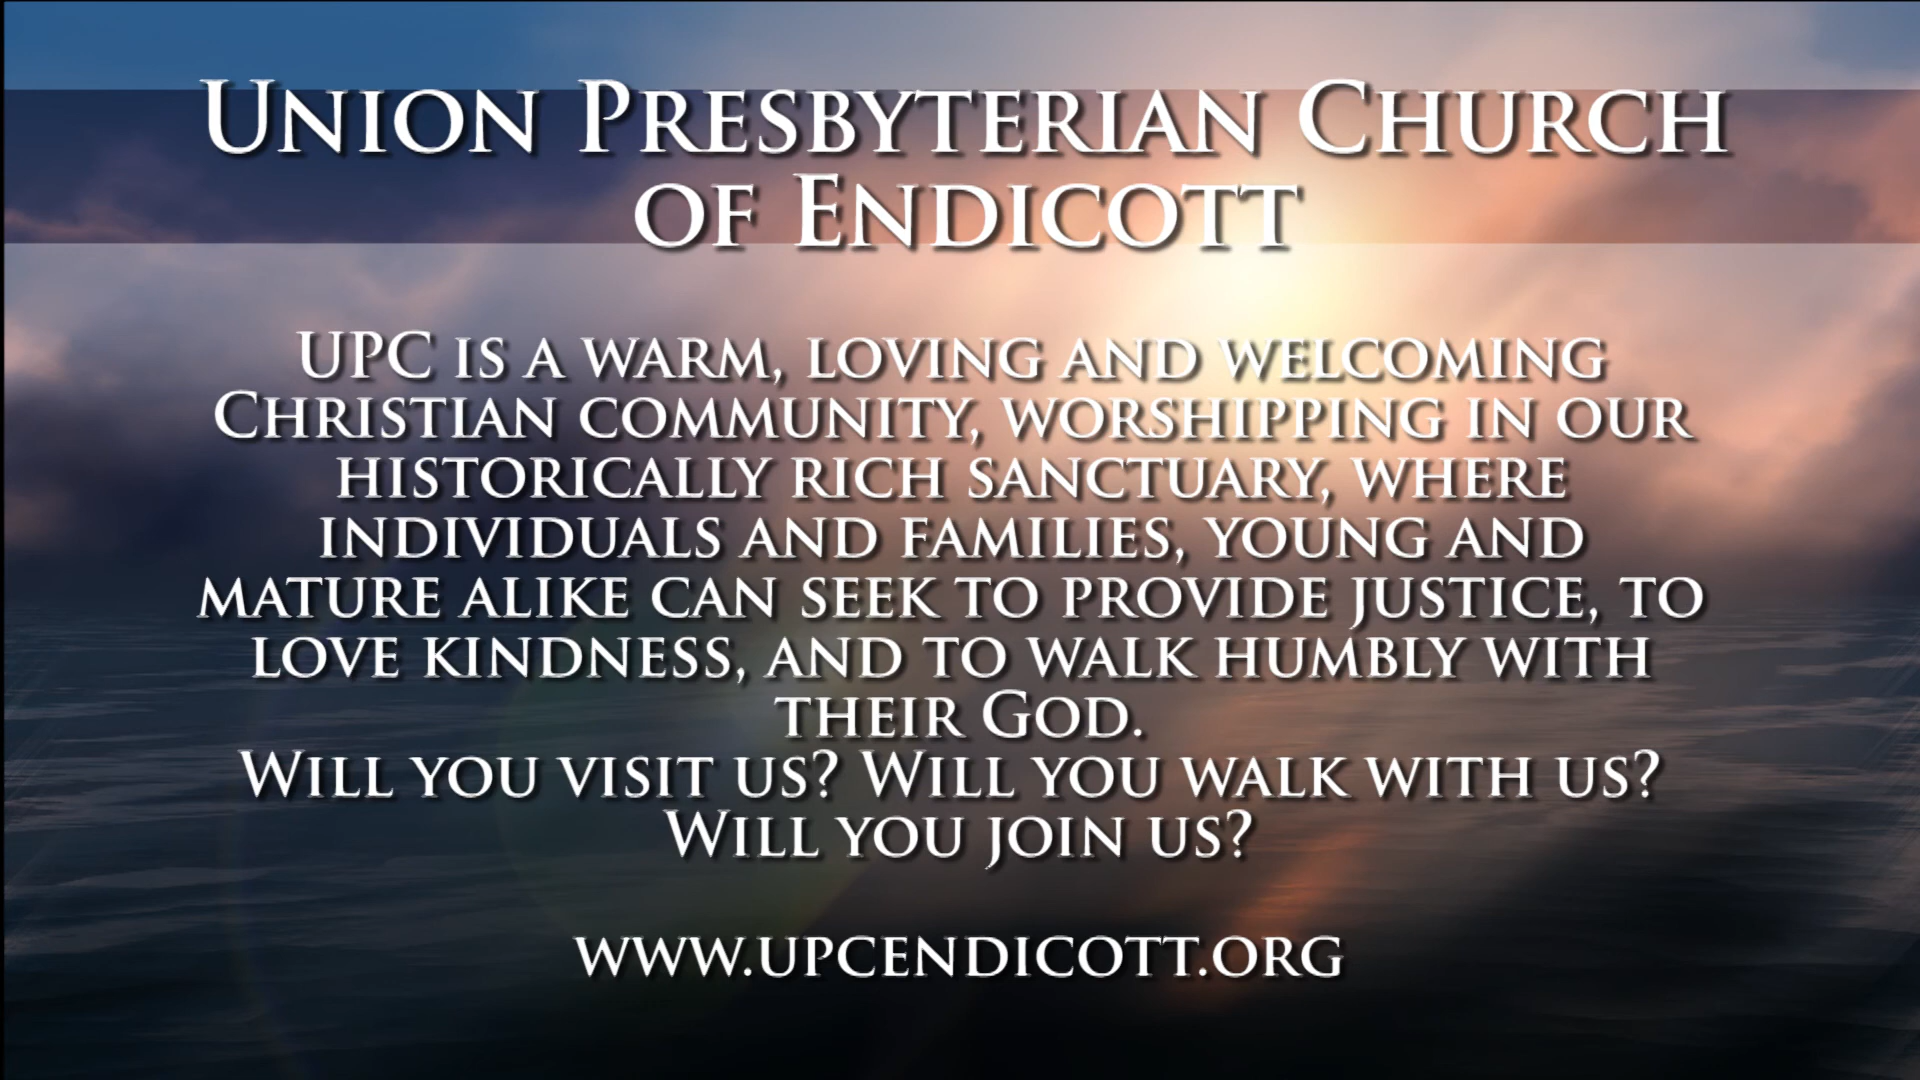 Union Presbyterian Church
of Endicott
UPC is a warm, loving and welcoming
Christian community, worshipping in our
historically rich sanctuary, where
individuals and families, young and
mature alike can seek to provide justice, to
love kindness, and to walk humbly with
their God.
Will you visit us? Will you walk with us?
Will you join us?
www.upcendicott.org